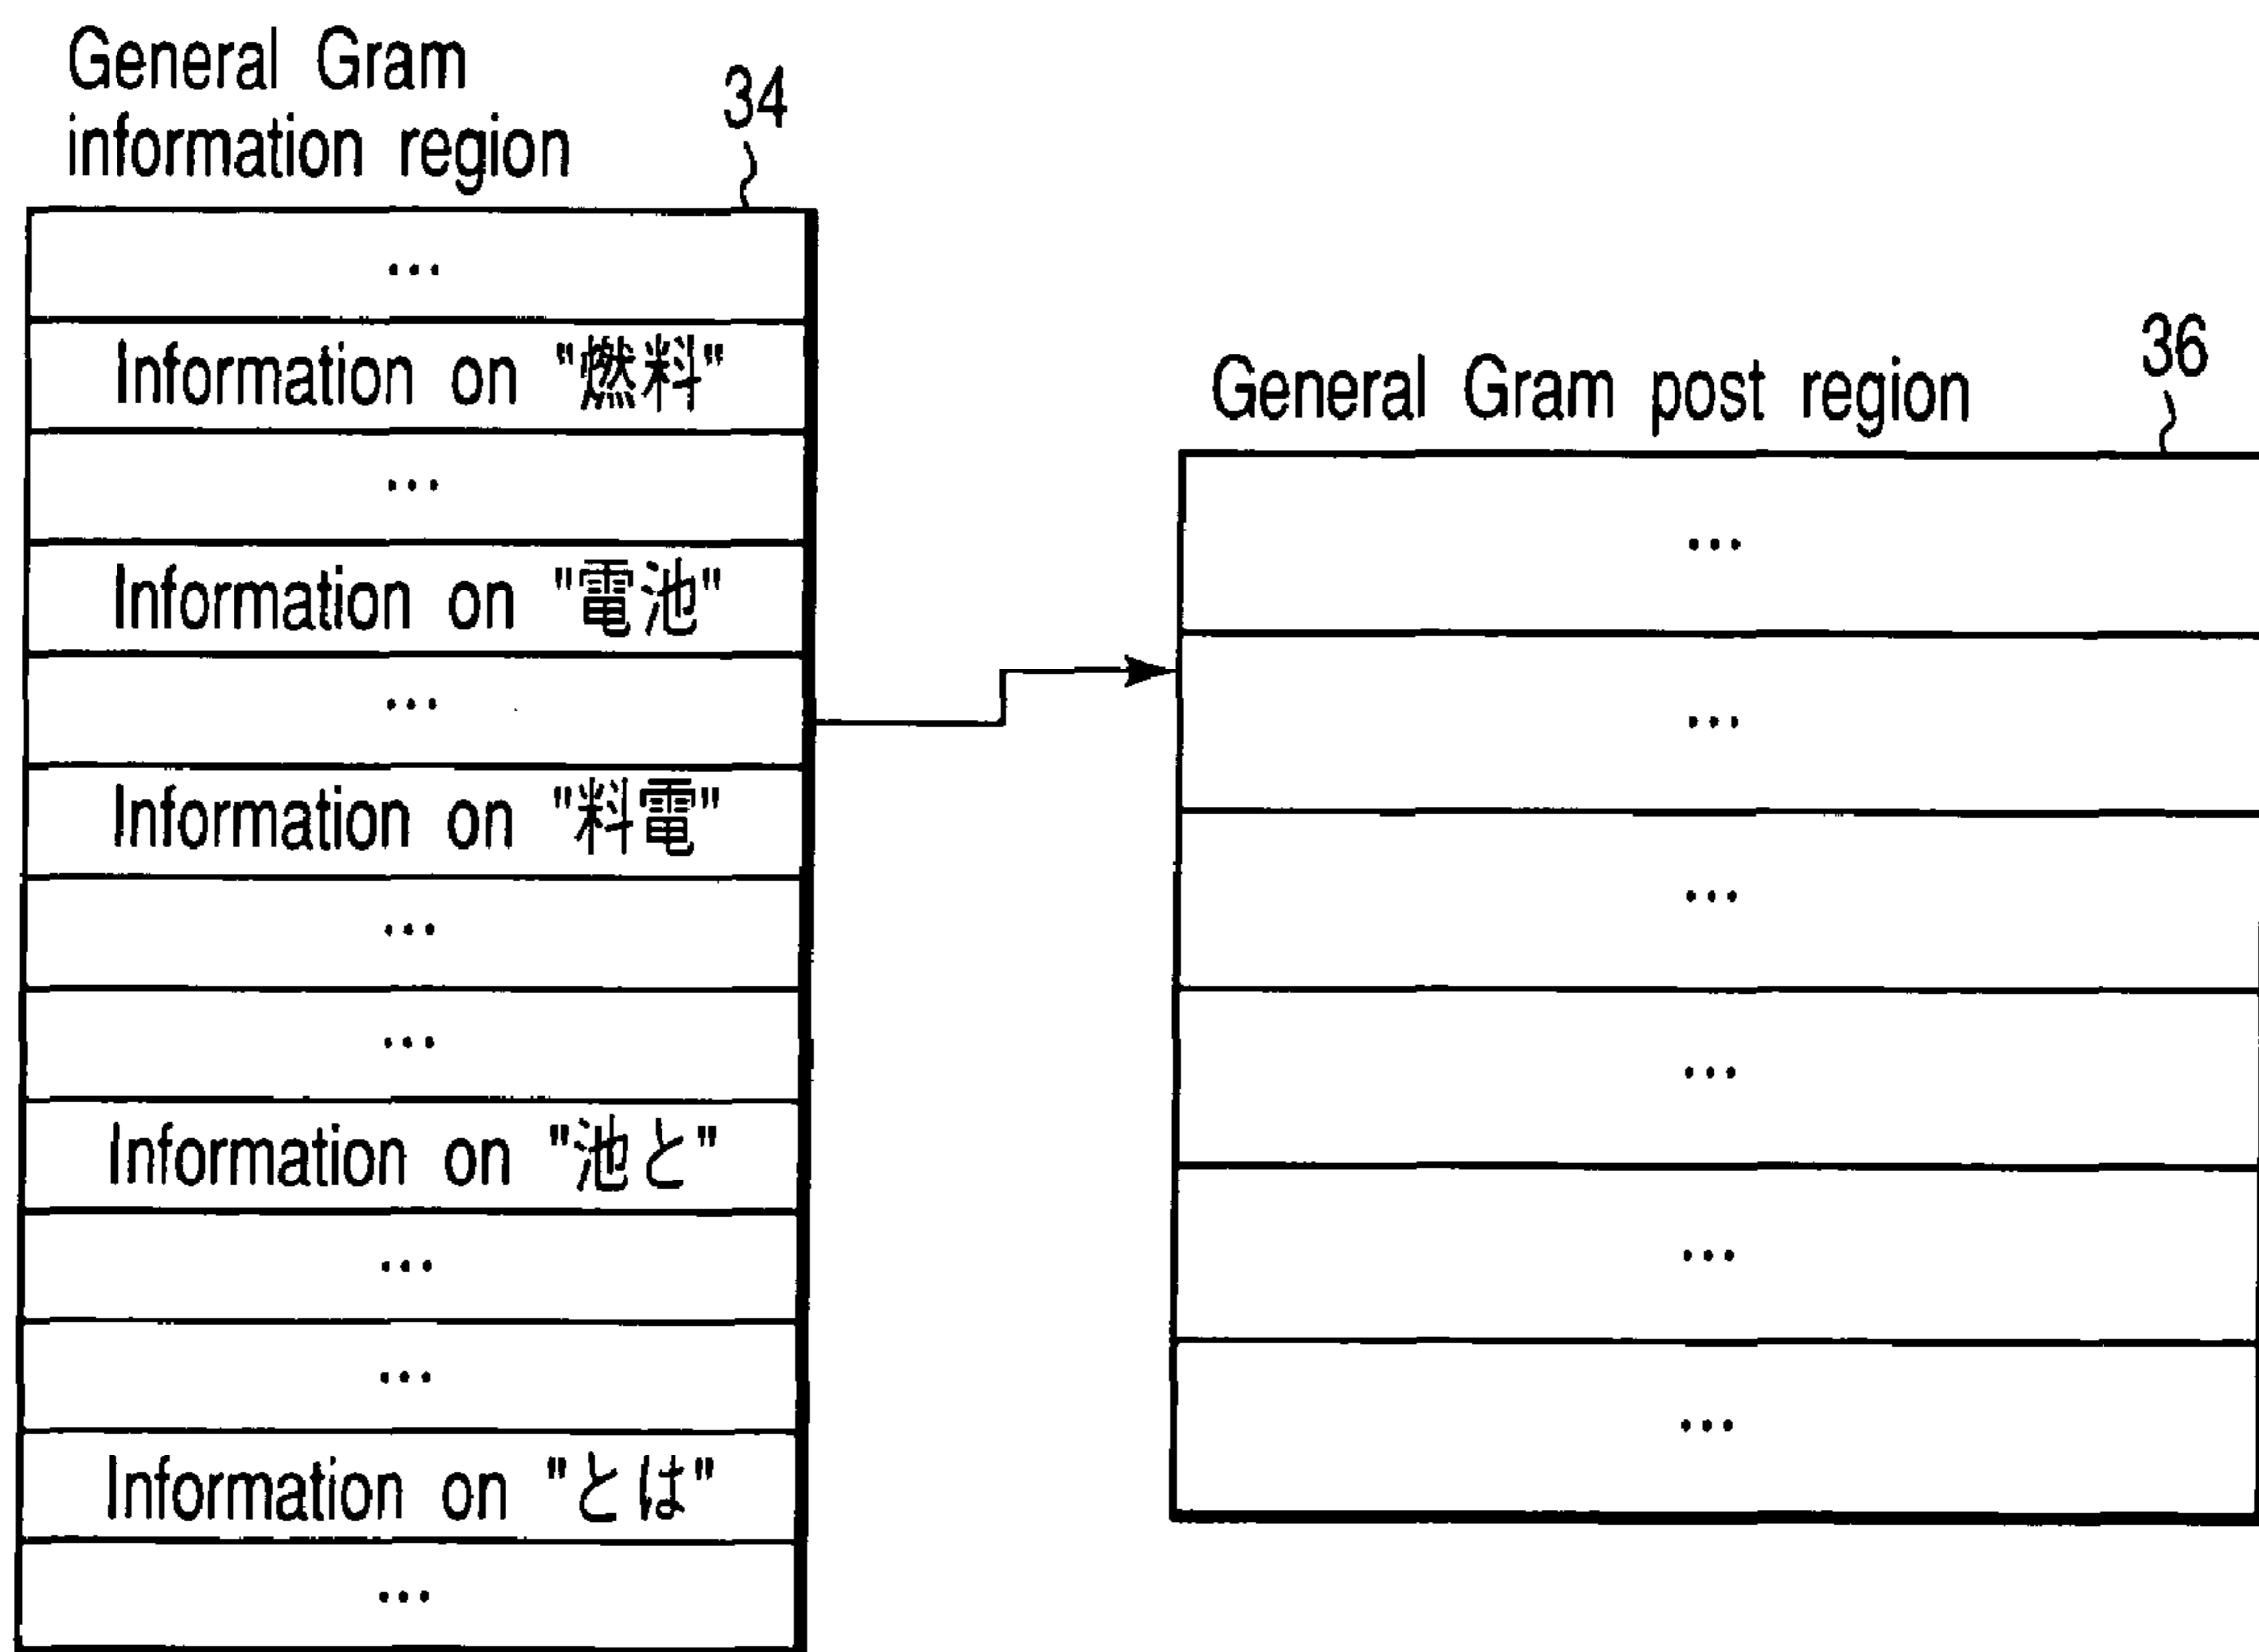 General Gram
information region
34
...
Information on "燃料"
...
Information on "電池"
...
Information on "料電"
...
...
Information on "池と"
...
...
Information on "とは"
...
General Gram post region
36
...
...
...
...
...
...